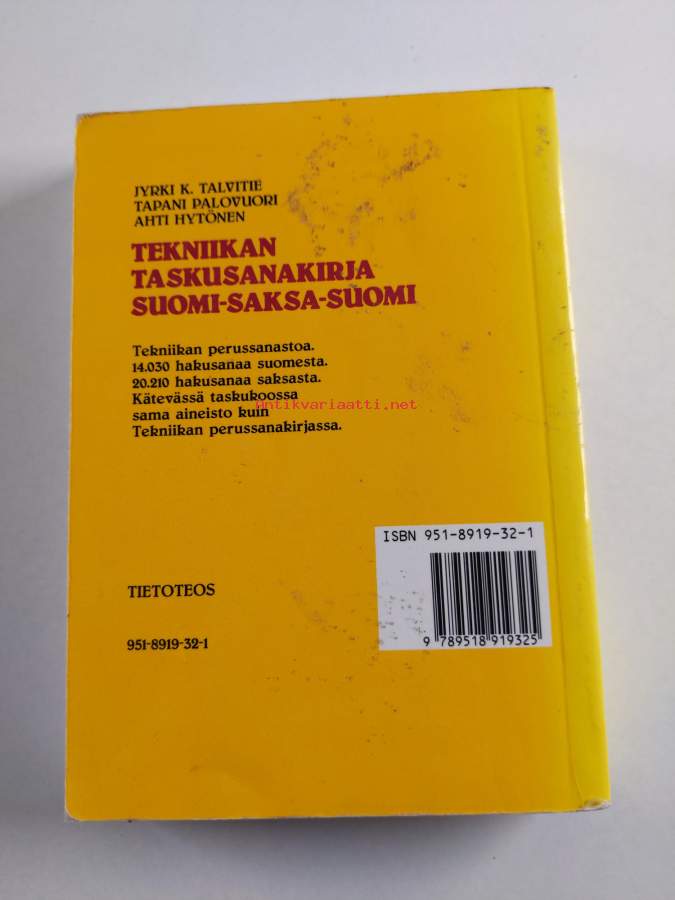 JYRKI K. TALVITIE
TAPANI PALOVUORI
AHTI HYTÖNEN
TEKNIIKAN
TASKUSANAKIRJA
SUOMI-SAKSA-SUOMI
Tekniikan perussanastoa.
14.030 hakusanaa suomesta.
20.210 hakusanaa saksasta.
Kätevässä taskukoossa
Antikvariaatti.net
sama aineisto kuin
Tekniikan perussanakirjassa.
ISBN 951-8919-32-1
9 789518 919325
TIETOTEOS
951-8919-32-1